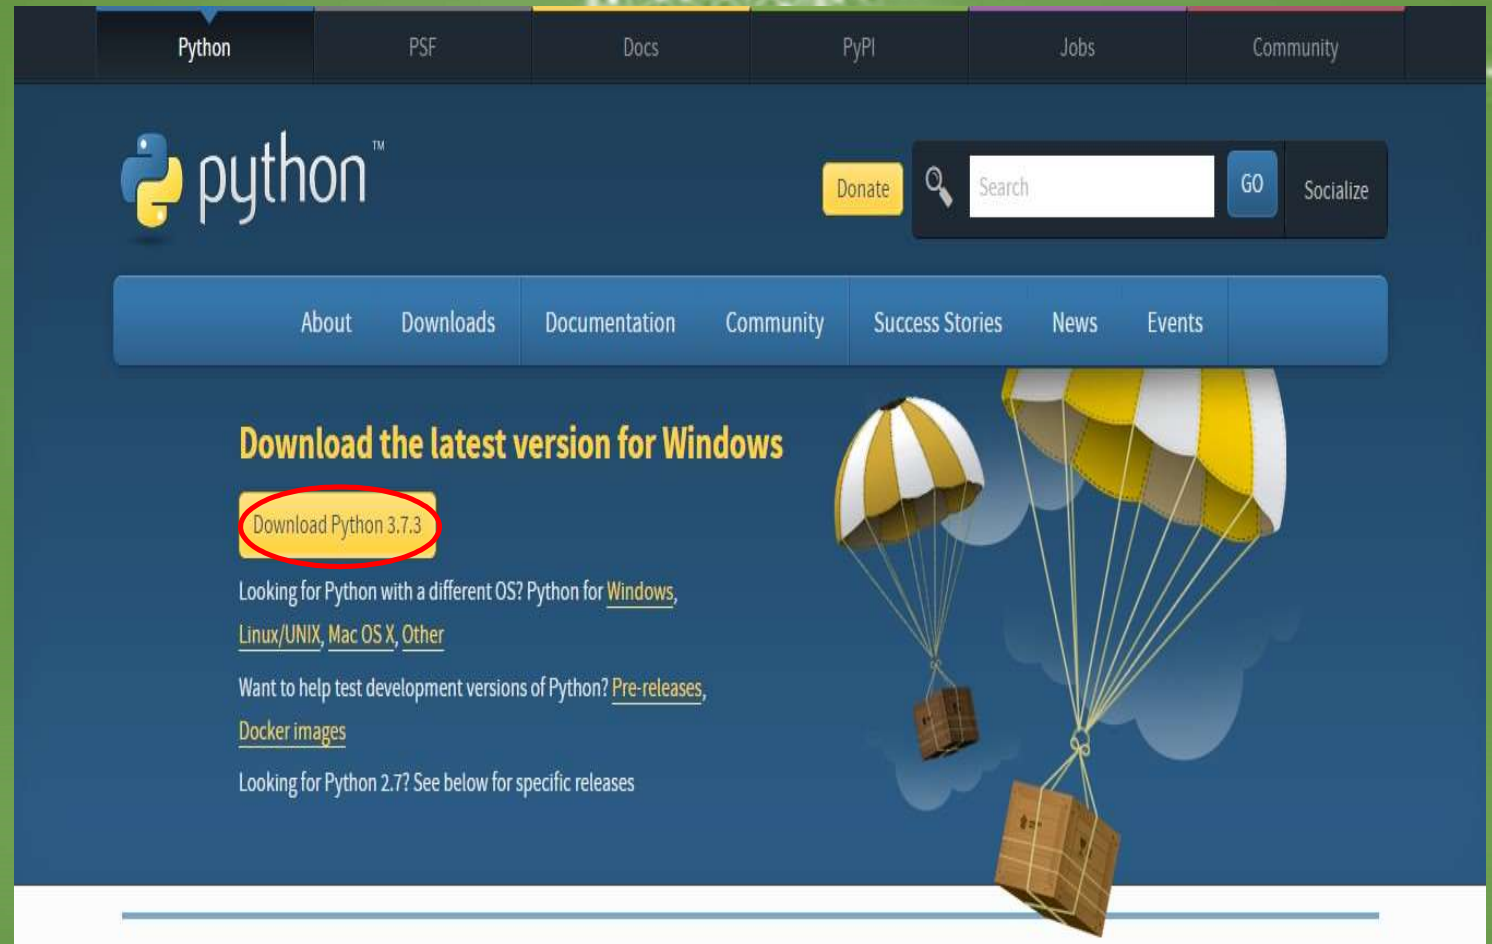 Python PSF Docs PyPI Jobs Community
python™
Donate Search GO Socialize
About Downloads Documentation Community Success Stories News Events
Download the latest version for Windows
Download Python 3.7.3
Looking for Python with a different OS? Python for Windows,
Linux/UNIX, Mac OS X, Other
Want to help test development versions of Python? Pre-releases,
Docker images
Looking for Python 2.7? See below for specific releases